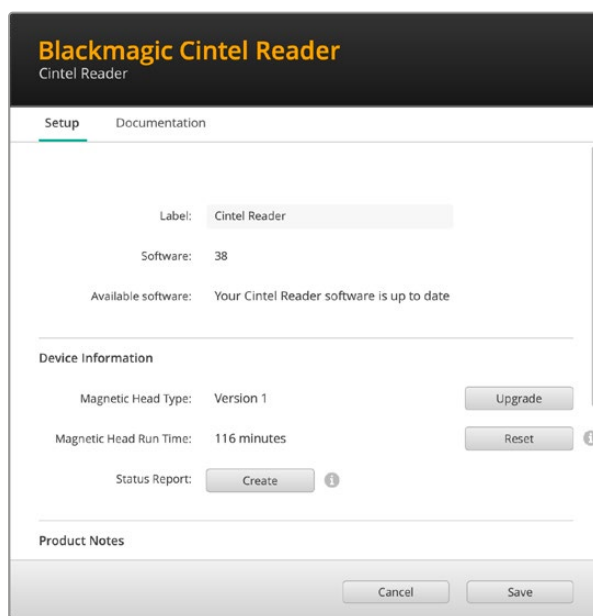 Blackmagic Cintel Reader
Cintel Reader
Setup Documentation
Label: Cintel Reader
Software: 38
Available software: Your Cintel Reader software is up to date
Device Information
Magnetic Head Type: Version 1 Upgrade
Magnetic Head Run Time: 116 minutes Reset
Status Report: Create
Product Notes
Cancel Save